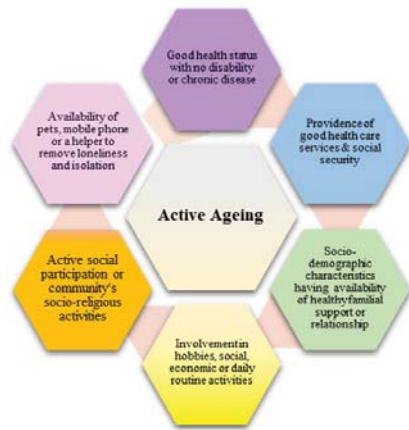 Good health status
with no disability
or chronic disease
Providence of
good health care
services & social
security
Socio-
demographic
characteristics
having availability
of healthyfamilial
support or
relationship
Involvement in
hobbies, social,
economic or daily
routine activities
Active social
participation or
community's
socio-religious
activities
Availability of
pets, mobile phone
or a helper to
remove loneliness
and isolation
Active Ageing